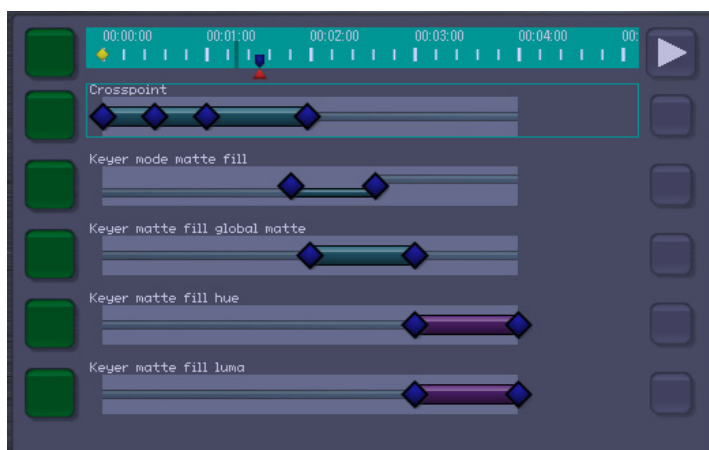 00:00:00 00:01:00 00:02:00 00:03:00 00:04:00 00:
Crosspoint
Keyer mode matte fill
Keyer matte fill global matte
Keyer matte fill hue
Keyer matte fill luma